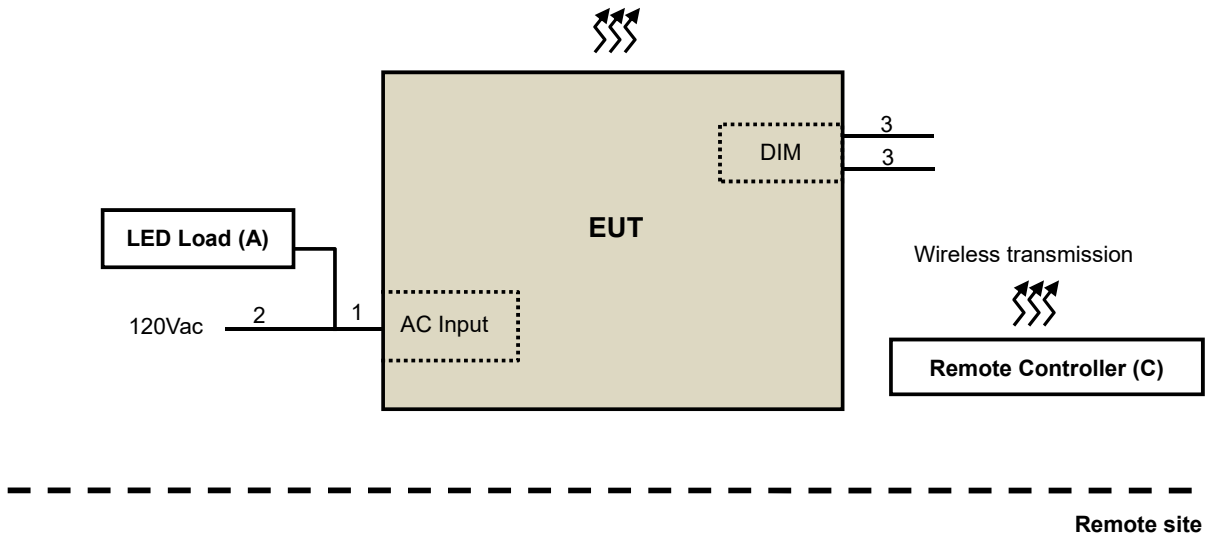 3
DIM
3
EUT
LED Load (A)
Wireless transmission
120Vac
2
1
AC Input
Remote Controller (C)
Remote site